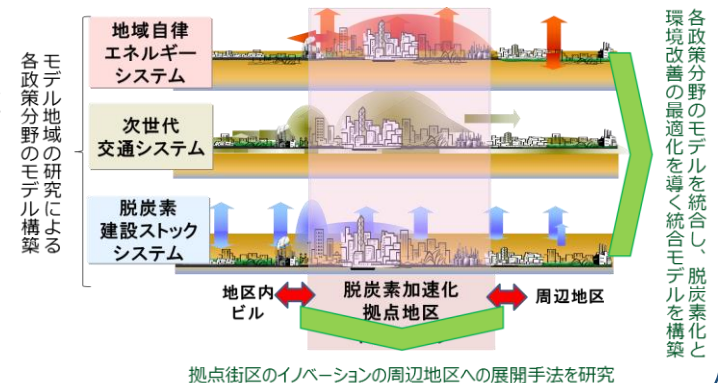 モデル地域の研究による
各政策分野のモデル構築
地域自律
エネルギー
システム
次世代
交通システム
脱炭素
建設ストック
システム
地区内
ビル
脱炭素加速化
拠点地区
周辺地区
各政策分野のモデルを統合し、脱炭素化と
環境改善の最適化を導く統合モデルを構築
拠点街区のイノベーションの周辺地区への展開手法を研究